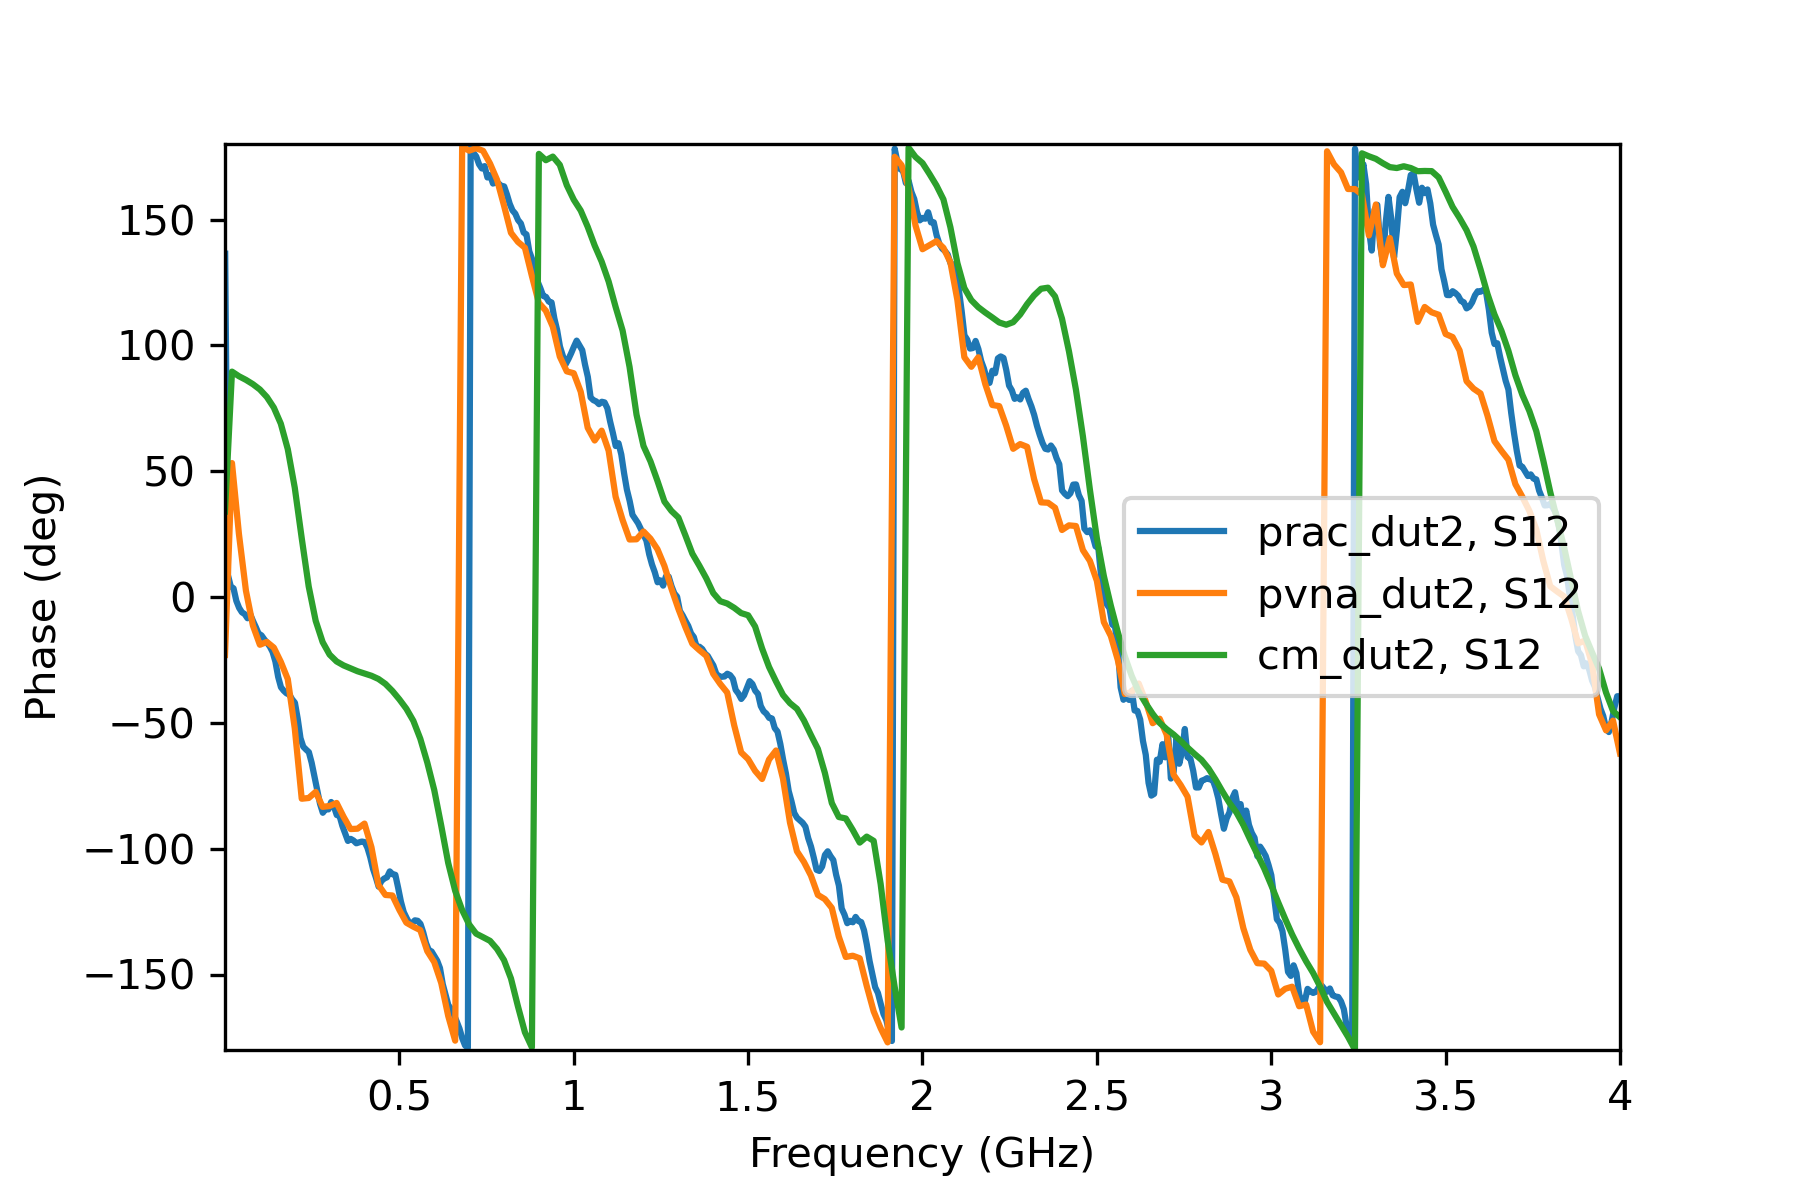 150
100
50
0
−50
−100
−150
Phase (deg)
0.5 1 1.5 2 2.5 3 3.5 4
Frequency (GHz)
prac_dut2, S12
pvna_dut2, S12
cm_dut2, S12